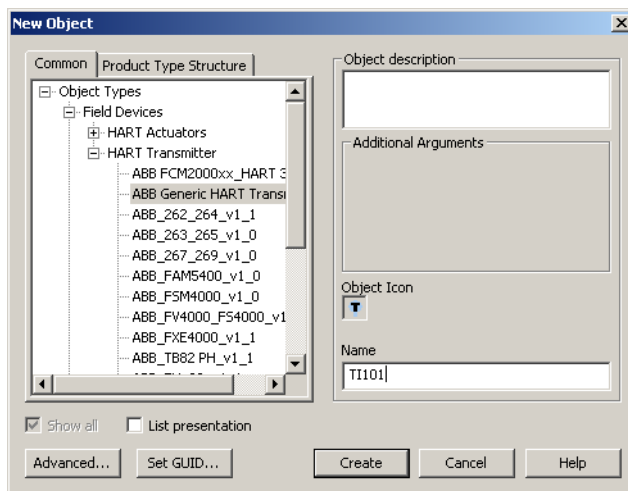 New Object
Common
Product Type Structure
Object Types
Field Devices
HART Actuators
HART Transmitter
ABB FCM2000xx_HART
ABB Generic HART
ABB_262_264_v1_1
ABB_263_265_v1_0
ABB_267_269_v1_0
ABB_FAM5400_v1_0
ABB_FSM4000_v1_0
ABB_FV4000_FS4000_v1
ABB_FXE4000_v1_1
ABB_TB82 PH_v1_1
Show all
List presentation
Advanced...
Set GUID...
Object description
Additional Arguments
Object Icon
T
Name
TI101
Create
Cancel
Help